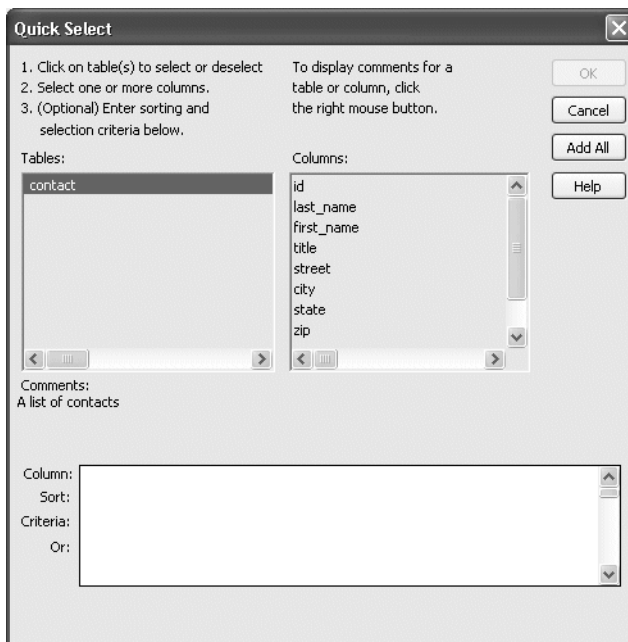 Quick Select
1. Click on table(s) to select or deselect
2. Select one or more columns.
3. (Optional) Enter sorting and
selection criteria below.
To display comments for a
table or column, click
the right mouse button.
OK
Cancel
Add All
Help
Tables:
contact
Columns:
id
last_name
first_name
title
street
city
state
zip
Comments:
A list of contacts
Column:
Sort:
Criteria:
Or: